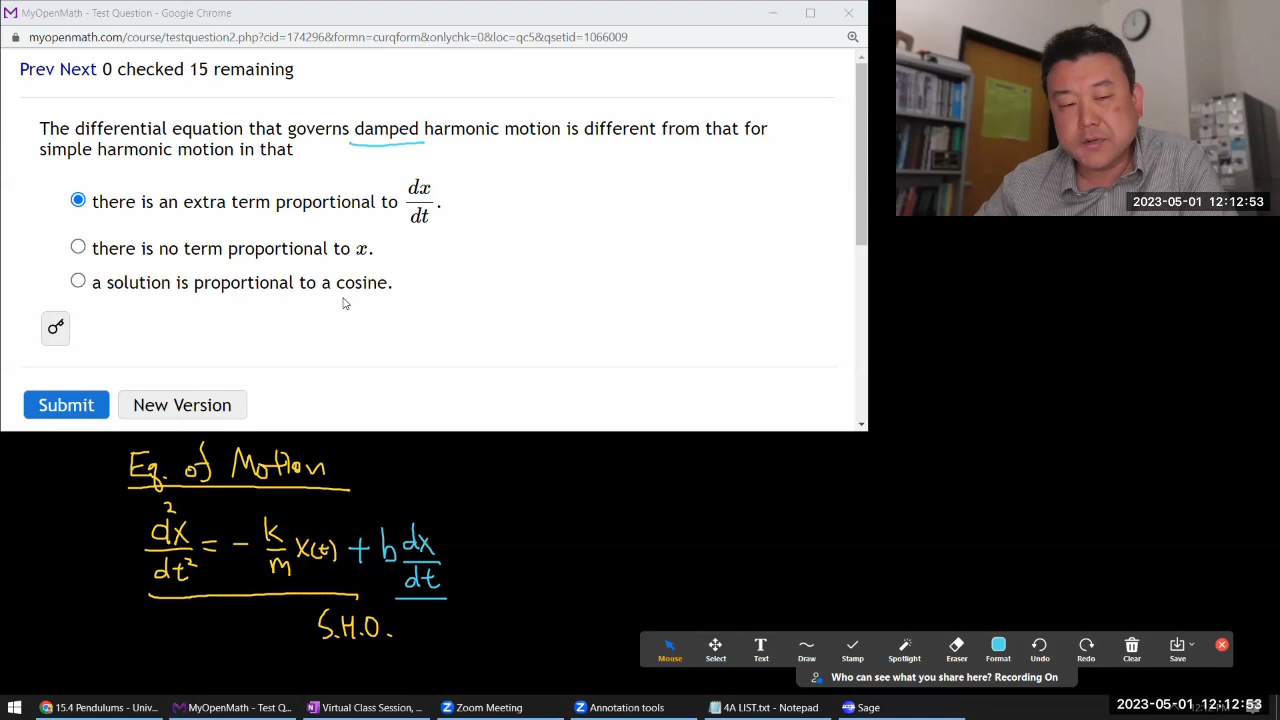 MyOpenMath - Test Question - Google Chrome
myopenmath.com/course/testquestion2.php?cid=174296&formn=curqform&onlychk=0&loc=qc5&qsetid=1066009
Prev Next 0 checked 15 remaining
The differential equation that governs damped harmonic motion is different from that for
simple harmonic motion in that
there is an extra term proportional to dx/dt.
there is no term proportional to x.
a solution is proportional to a cosine.
Submit New Version
2023-05-01 12:12:53
Eq. of Motion
d²x/dt² = - k/m x(t) + b dx/dt
S.H.O.
Mouse Select Text Draw Stamp Spotlight Eraser Format Undo Redo Clear Save
Who can see what you share here? Recording On
15.4 Pendulums - Univ... MyOpenMath - Test Q... Virtual Class Session, ... Zoom Meeting Annotation tools 4A LIST.txt - Notepad Sage
2023-05-01 12:12:53